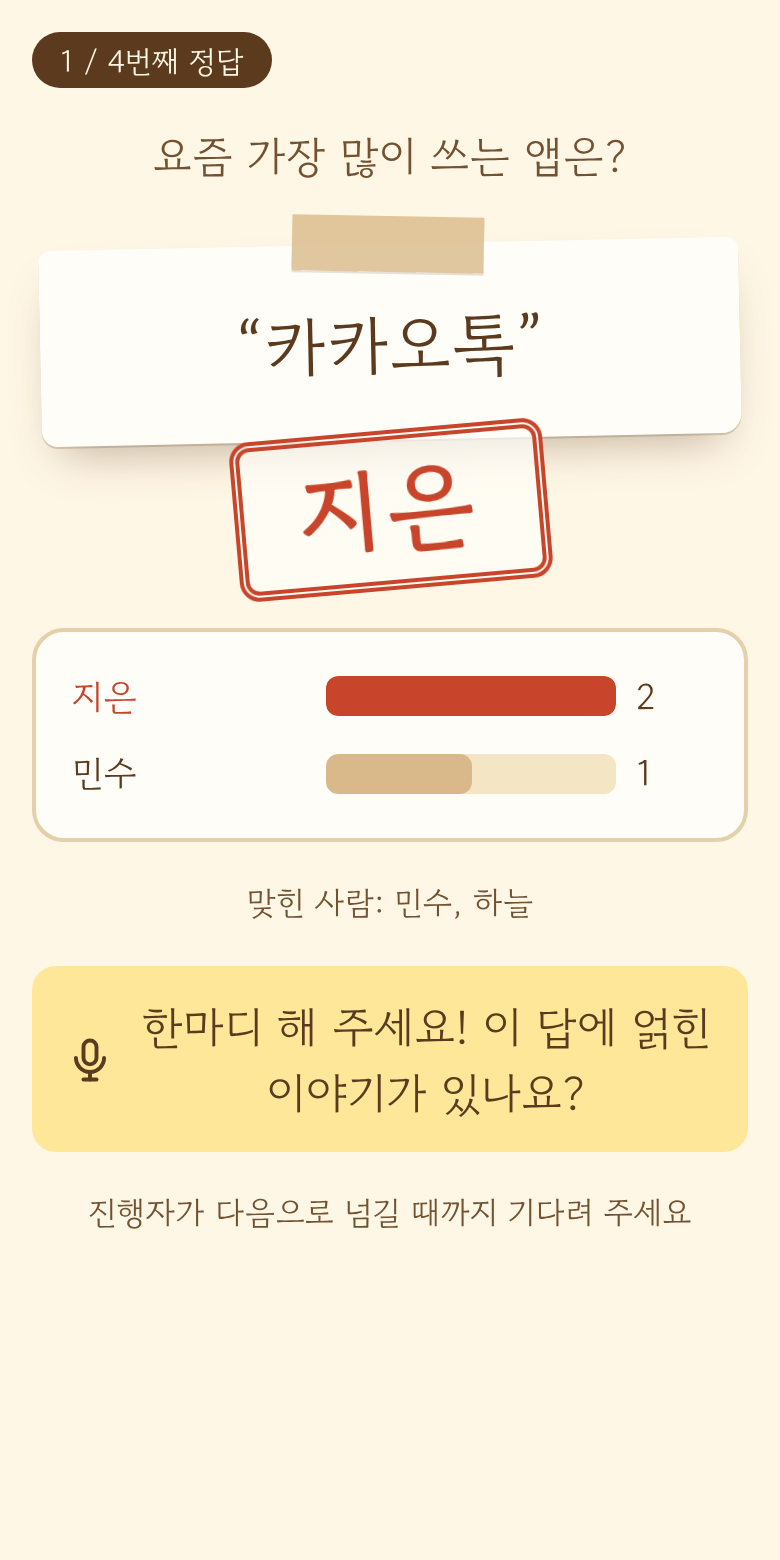 1 / 4번째 정답
요즘 가장 많이 쓰는 앱은?
“카카오톡”
지은
지은 2
민수 1
맞힌 사람: 민수, 하늘
한마디 해 주세요! 이 답에 얽힌
이야기가 있나요?
진행자가 다음으로 넘길 때까지 기다려 주세요